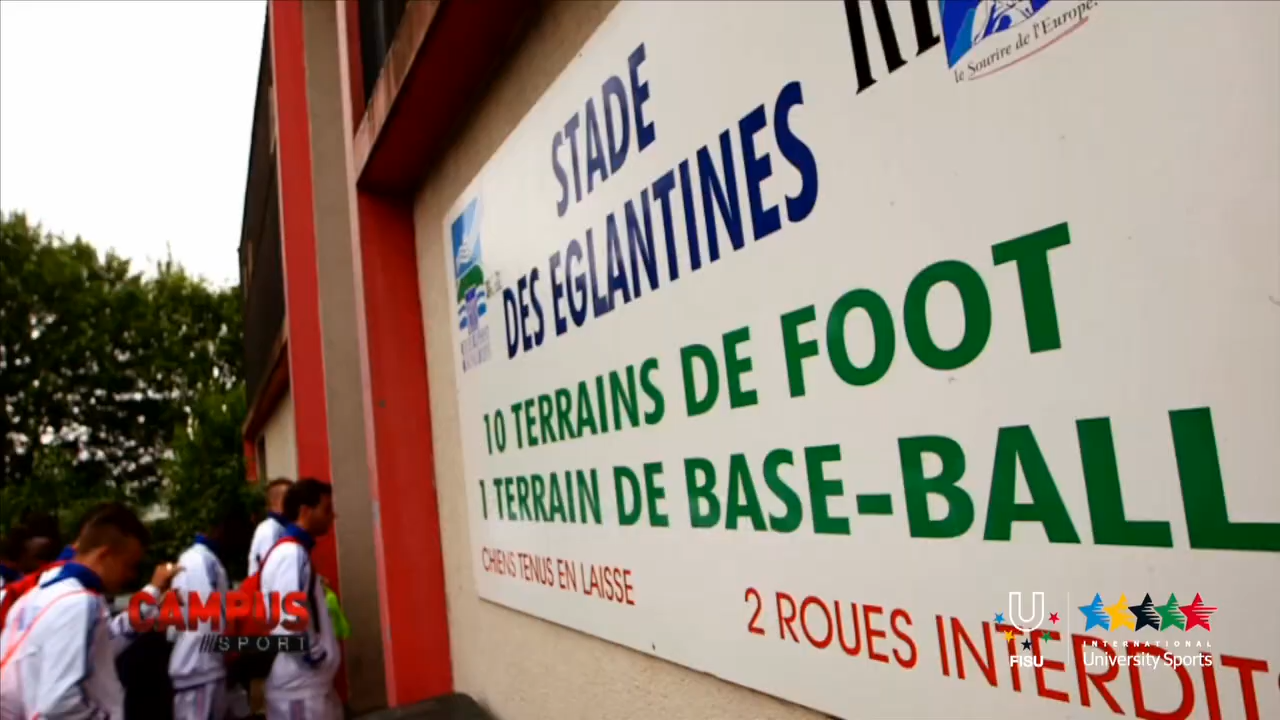 le Sourire de l'Europe
STADE
DES EGLANTINES
10 TERRAINS DE FOOT
1 TERRAIN DE BASE-BALL
CHIENS TENUS EN LAISSE
2 ROUES INTERDITS
CAMPUS
///SPORT
FISU
INTERNATIONAL
University Sports